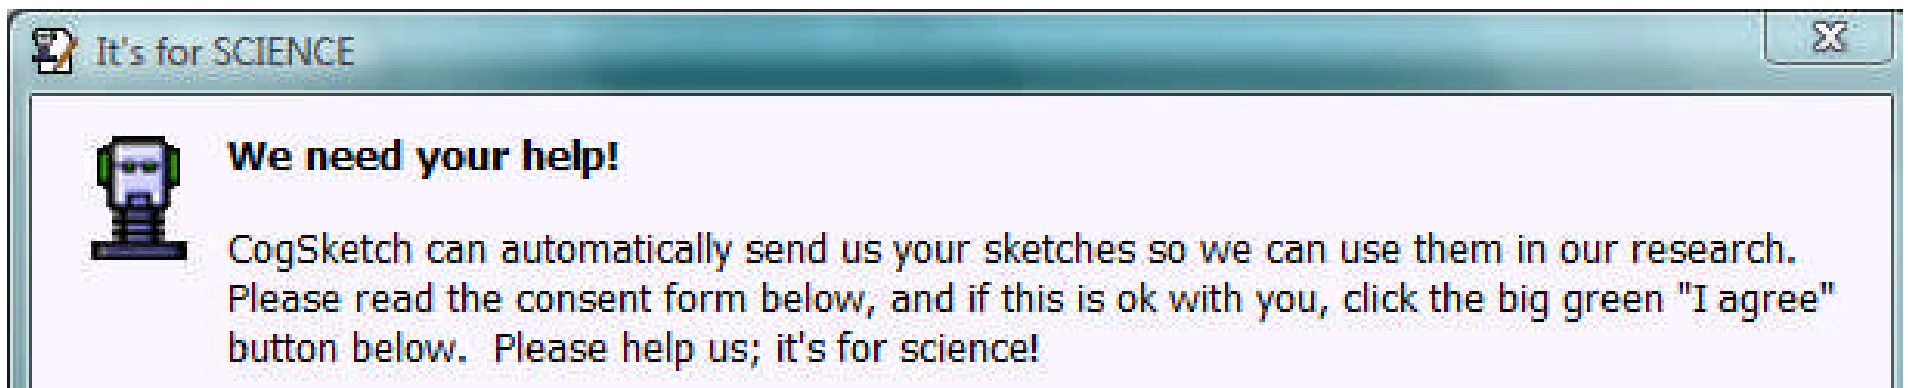 It's for SCIENCE
We need your help!
CogSketch can automatically send us your sketches so we can use them in our research.
Please read the consent form below, and if this is ok with you, click the big green "I agree"
button below.  Please help us; it's for science!